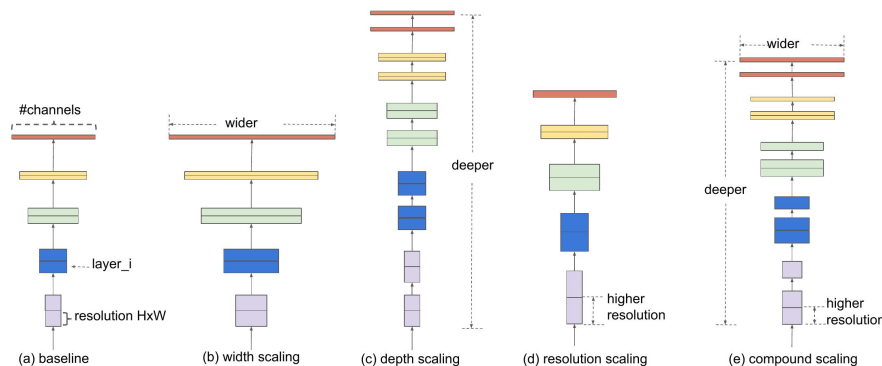 #channels
layer_i
resolution HxW
(a) baseline
wider
(b) width scaling
deeper
(c) depth scaling
higher
resolution
(d) resolution scaling
wider
deeper
higher
resolution
(e) compound scaling